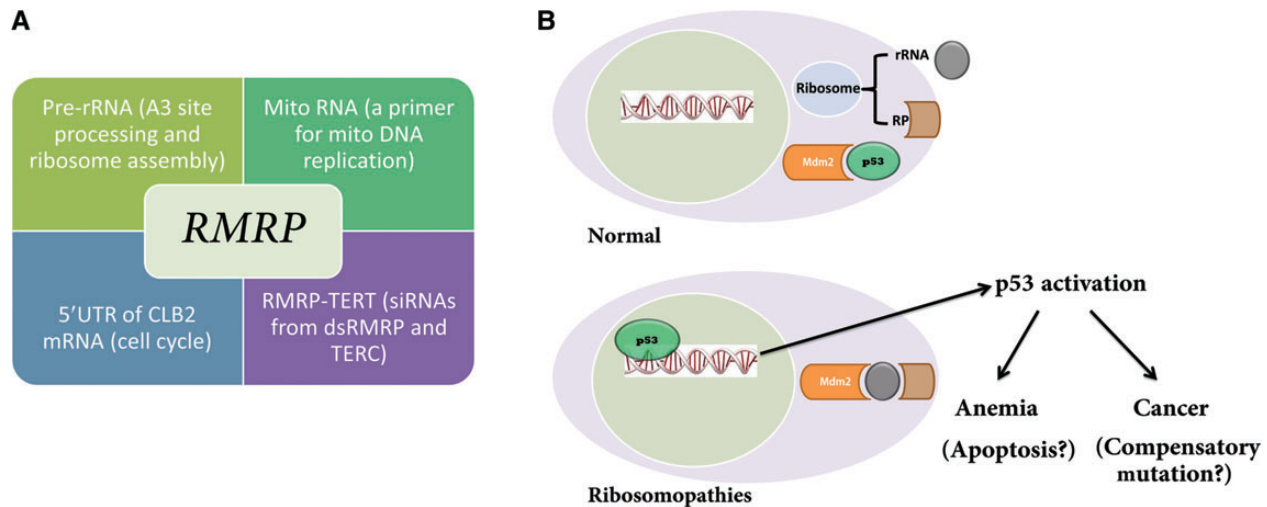 A
Pre-rRNA (A3 site
processing and
ribosome assembly)
Mito RNA (a primer
for mito DNA
replication)
RMRP
5'UTR of CLB2
mRNA (cell cycle)
RMRP-TERT (siRNAs
from dsRMRP and
TERC)
B
rRNA
Ribosome
RP
Mdm2
p53
Normal
p53
Mdm2
p53 activation
Anemia
(Apoptosis?)
Cancer
(Compensatory
mutation?)
Ribosomopathies